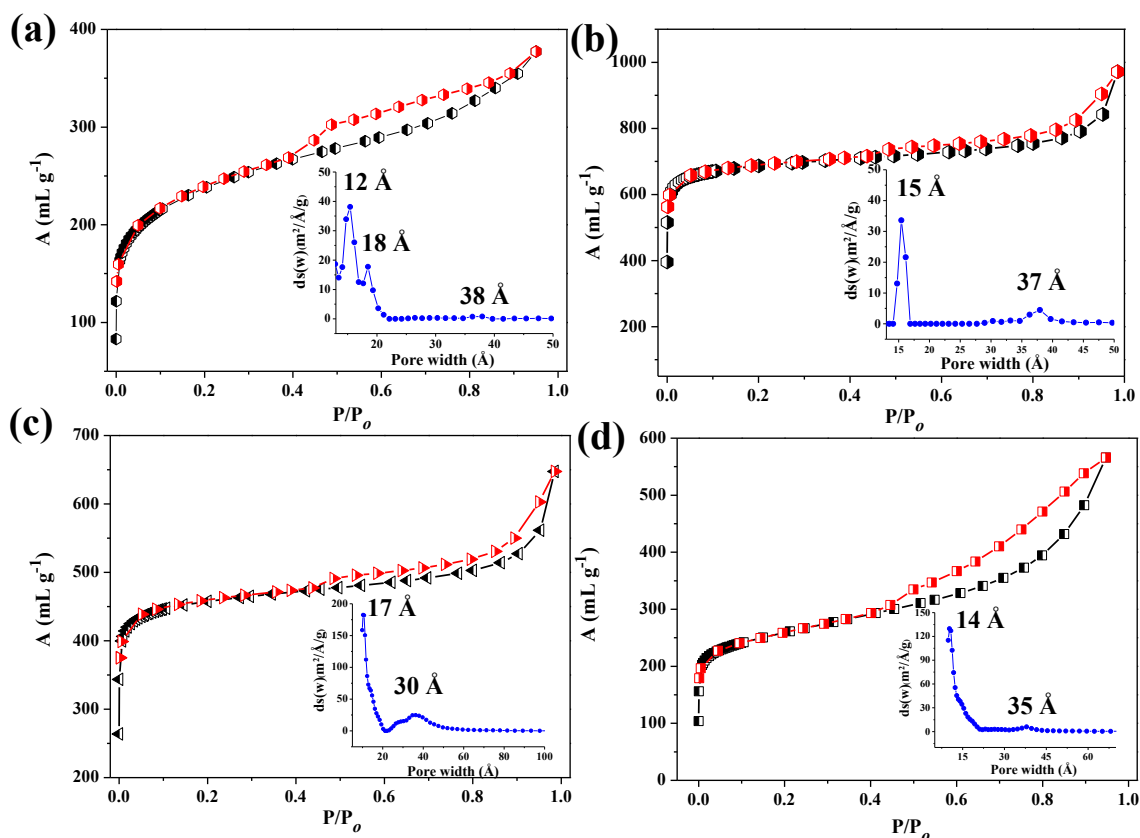 (a)
400
300
200
100
A (mL g⁻¹)
0.0 0.2 0.4 0.6 0.8 1.0
P/Pₒ
50
40
30
20
10
0
ds(w) m²/Å/g)
12 Å
18 Å
38 Å
20 30 40 50
Pore width (Å)
(b)
1000
800
600
400
200
0
A (mL g⁻¹)
0.0 0.2 0.4 0.6 0.8 1.0
P/Pₒ
50
40
30
20
10
0
ds(w) m²/Å/g)
15 Å
37 Å
15 20 25 30 35 40 45 50
Pore width (Å)
(c)
700
600
500
400
300
200
A (mL g⁻¹)
0.0 0.2 0.4 0.6 0.8 1.0
P/Pₒ
200
150
100
50
0
ds(w) m²/Å/g)
17 Å
30 Å
20 40 60 80 100
Pore width (Å)
(d)
600
500
400
300
200
100
0
A (mL g⁻¹)
0.0 0.2 0.4 0.6 0.8 1.0
P/Pₒ
150
120
90
60
30
0
ds(w) m²/Å/g)
14 Å
35 Å
15 30 45 60
Pore width (Å)